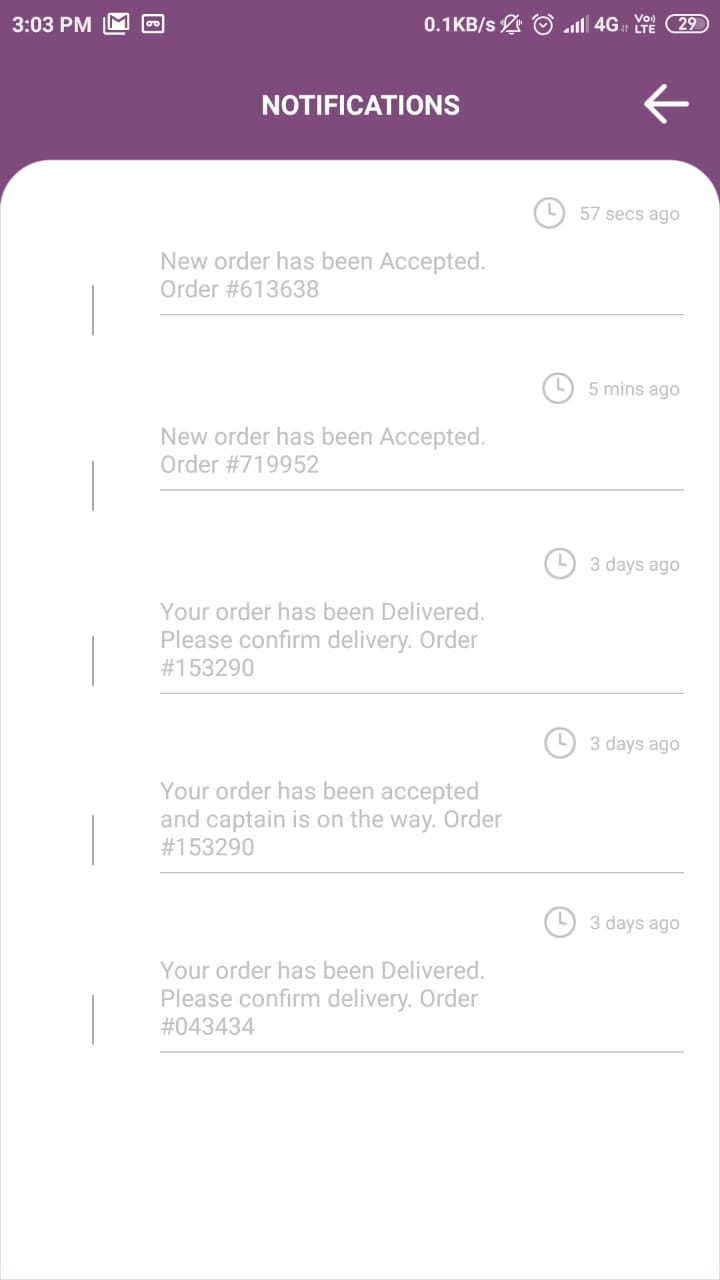 3:03 PM 0.1KB/s 4G Vo)) LTE 29
NOTIFICATIONS
57 secs ago
New order has been Accepted.
Order #613638
5 mins ago
New order has been Accepted.
Order #719952
3 days ago
Your order has been Delivered.
Please confirm delivery. Order
#153290
3 days ago
Your order has been accepted
and captain is on the way. Order
#153290
3 days ago
Your order has been Delivered.
Please confirm delivery. Order
#043434